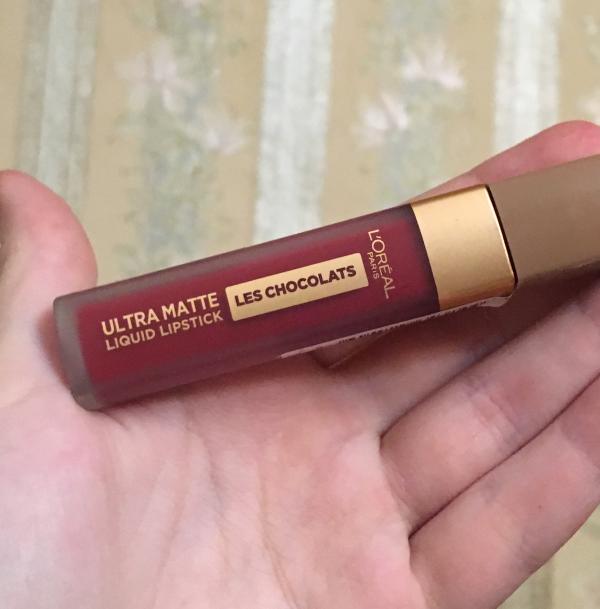 ULTRA MATTE
LIQUID LIPSTICK
LES CHOCOLATS
L'ORÉAL
PARIS